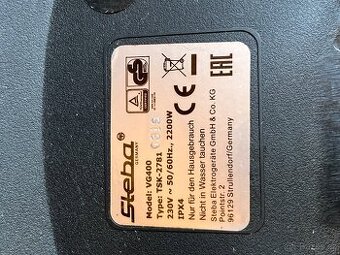 Steba
GERMANY
Model: VG400
Type: TSK-2781
230V ~ 50/60Hz., 2200W
IPX4
Nur für den Hausgebrauch
Nicht in Wasser tauchen
Steba Elektrogeräte GmbH & Co. KG
Pointstr. 2
96129 Strullendorf/Germany
CE
EAC